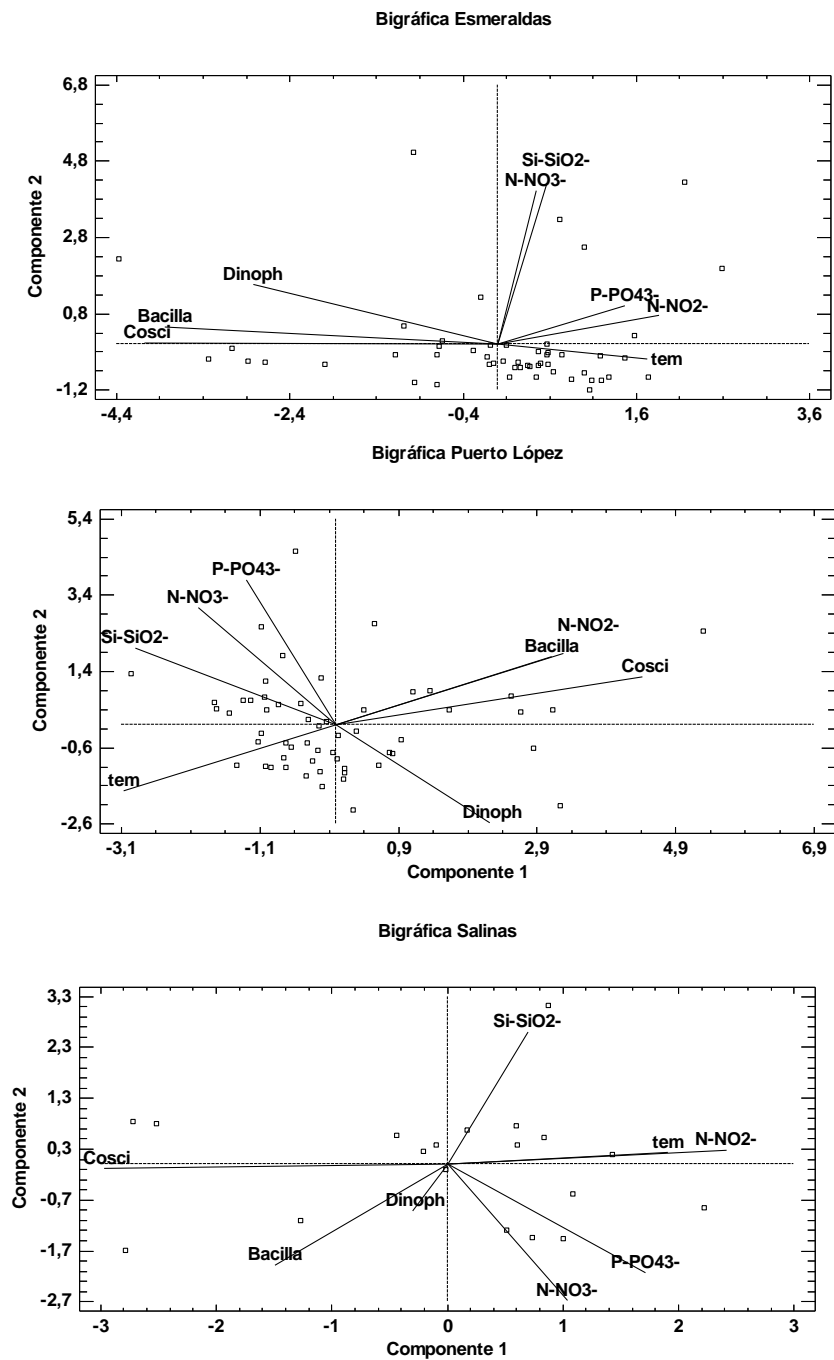 Bigráfica Esmeraldas
6,8
4,8
2,8
0,8
-1,2
Componente 2
Si-SiO2-
N-NO3-
Dinoph
P-PO43-
Bacilla
N-NO2-
Cosci
tem
-4,4 -2,4 -0,4 1,6 3,6
Bigráfica Puerto López
5,4
3,4
1,4
-0,6
-2,6
Componente 2
P-PO43-
N-NO3-
N-NO2-
Si-SiO2-
Bacilla
Cosci
tem
Dinoph
-3,1 -1,1 0,9 2,9 4,9 6,9
Componente 1
Bigráfica Salinas
3,3
2,3
1,3
0,3
-0,7
-1,7
-2,7
Componente 2
Si-SiO2-
tem
N-NO2-
Cosci
Dinoph
Bacilla
P-PO43-
N-NO3-
-3 -2 -1 0 1 2 3
Componente 1